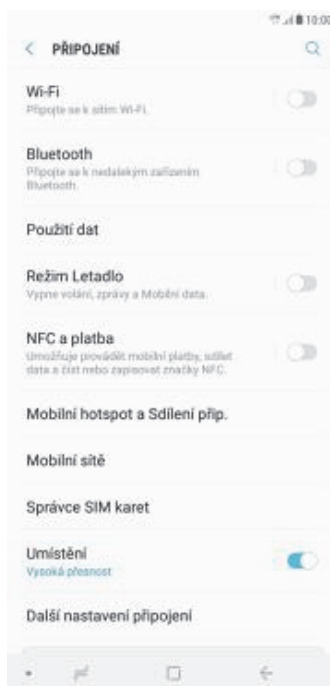 10:00
PŘIPOJENÍ
Wi-Fi
Připojte se k sítím Wi-Fi.
Bluetooth
Připojte se k nedalekým zařízením
Bluetooth.
Použití dat
Režim Letadlo
Vypne volání, zprávy a Mobilní data.
NFC a platba
Umožňuje provádět mobilní platby, sdílet
data a číst nebo zapisovat značky NFC.
Mobilní hotspot a Sdílení přip.
Mobilní sítě
Správce SIM karet
Umístění
Vysoká přesnost
Další nastavení připojení